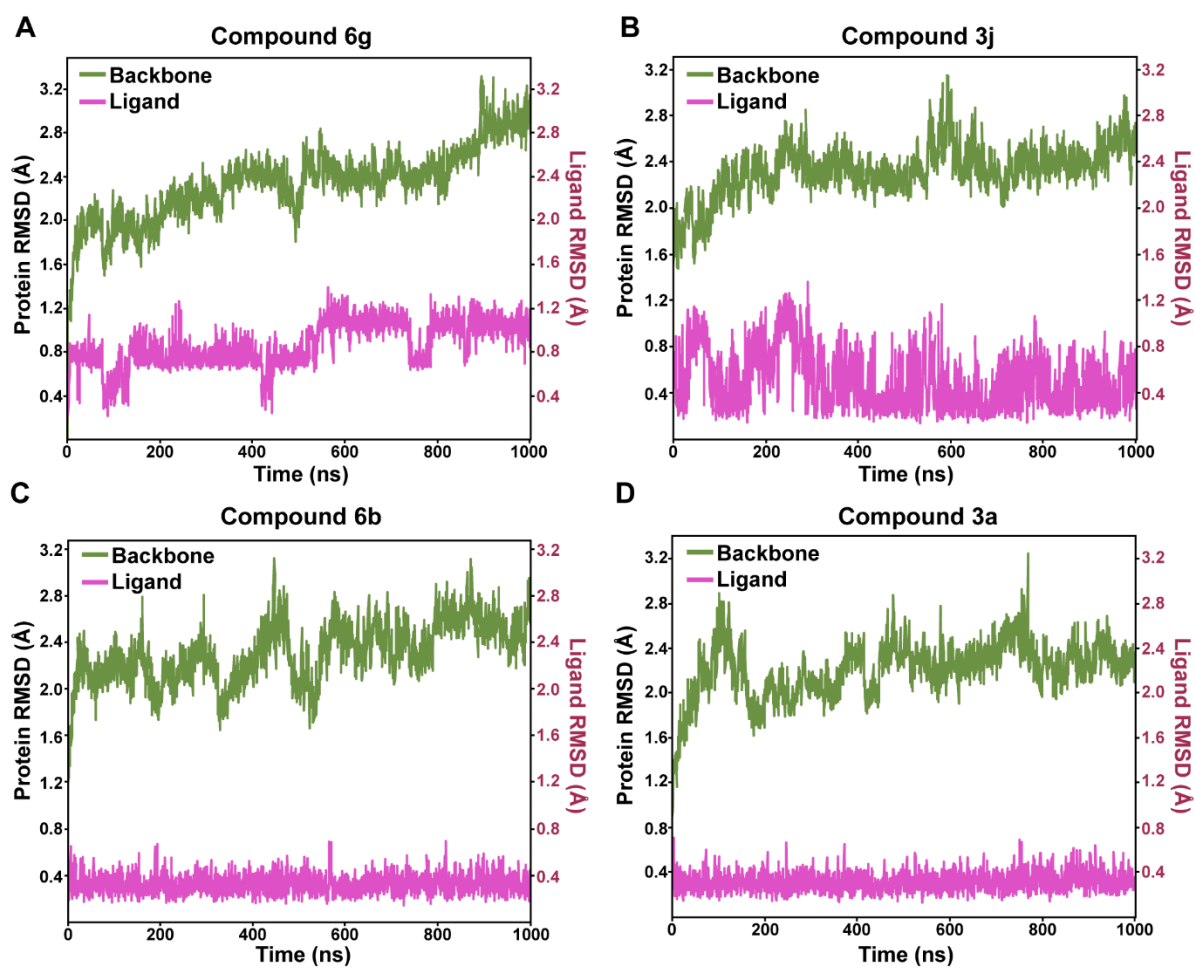 A
Compound 6g
Backbone
Ligand
Protein RMSD (Å)
3.2
2.8
2.4
2.0
1.6
1.2
0.8
0.4
3.2
2.8
2.4
2.0
1.6
1.2
0.8
0.4
Ligand RMSD (Å)
0 200 400 600 800 1000
Time (ns)
B
Compound 3j
Backbone
Ligand
Protein RMSD (Å)
3.2
2.8
2.4
2.0
1.6
1.2
0.8
0.4
3.2
2.8
2.4
2.0
1.6
1.2
0.8
0.4
Ligand RMSD (Å)
0 200 400 600 800 1000
Time (ns)
C
Compound 6b
Backbone
Ligand
Protein RMSD (Å)
3.2
2.8
2.4
2.0
1.6
1.2
0.8
0.4
3.2
2.8
2.4
2.0
1.6
1.2
0.8
0.4
Ligand RMSD (Å)
0 200 400 600 800 1000
Time (ns)
D
Compound 3a
Backbone
Ligand
Protein RMSD (Å)
3.2
2.8
2.4
2.0
1.6
1.2
0.8
0.4
3.2
2.8
2.4
2.0
1.6
1.2
0.8
0.4
Ligand RMSD (Å)
0 200 400 600 800 1000
Time (ns)